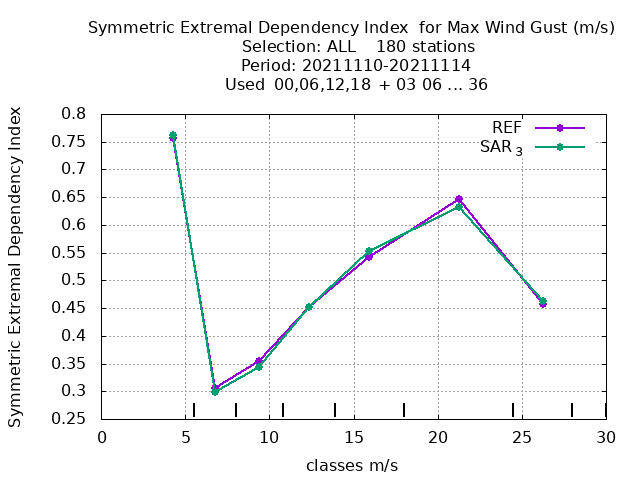 Symmetric Extremal Dependency Index  for Max Wind Gust (m/s)
Selection: ALL    180 stations
Period: 20211110-20211114
Used  00,06,12,18  + 03 06 ... 36
Symmetric Extremal Dependency Index
0.8
0.75
0.7
0.65
0.6
0.55
0.5
0.45
0.4
0.35
0.3
0.25
REF
SAR 3
0 5 10 15 20 25 30
classes m/s